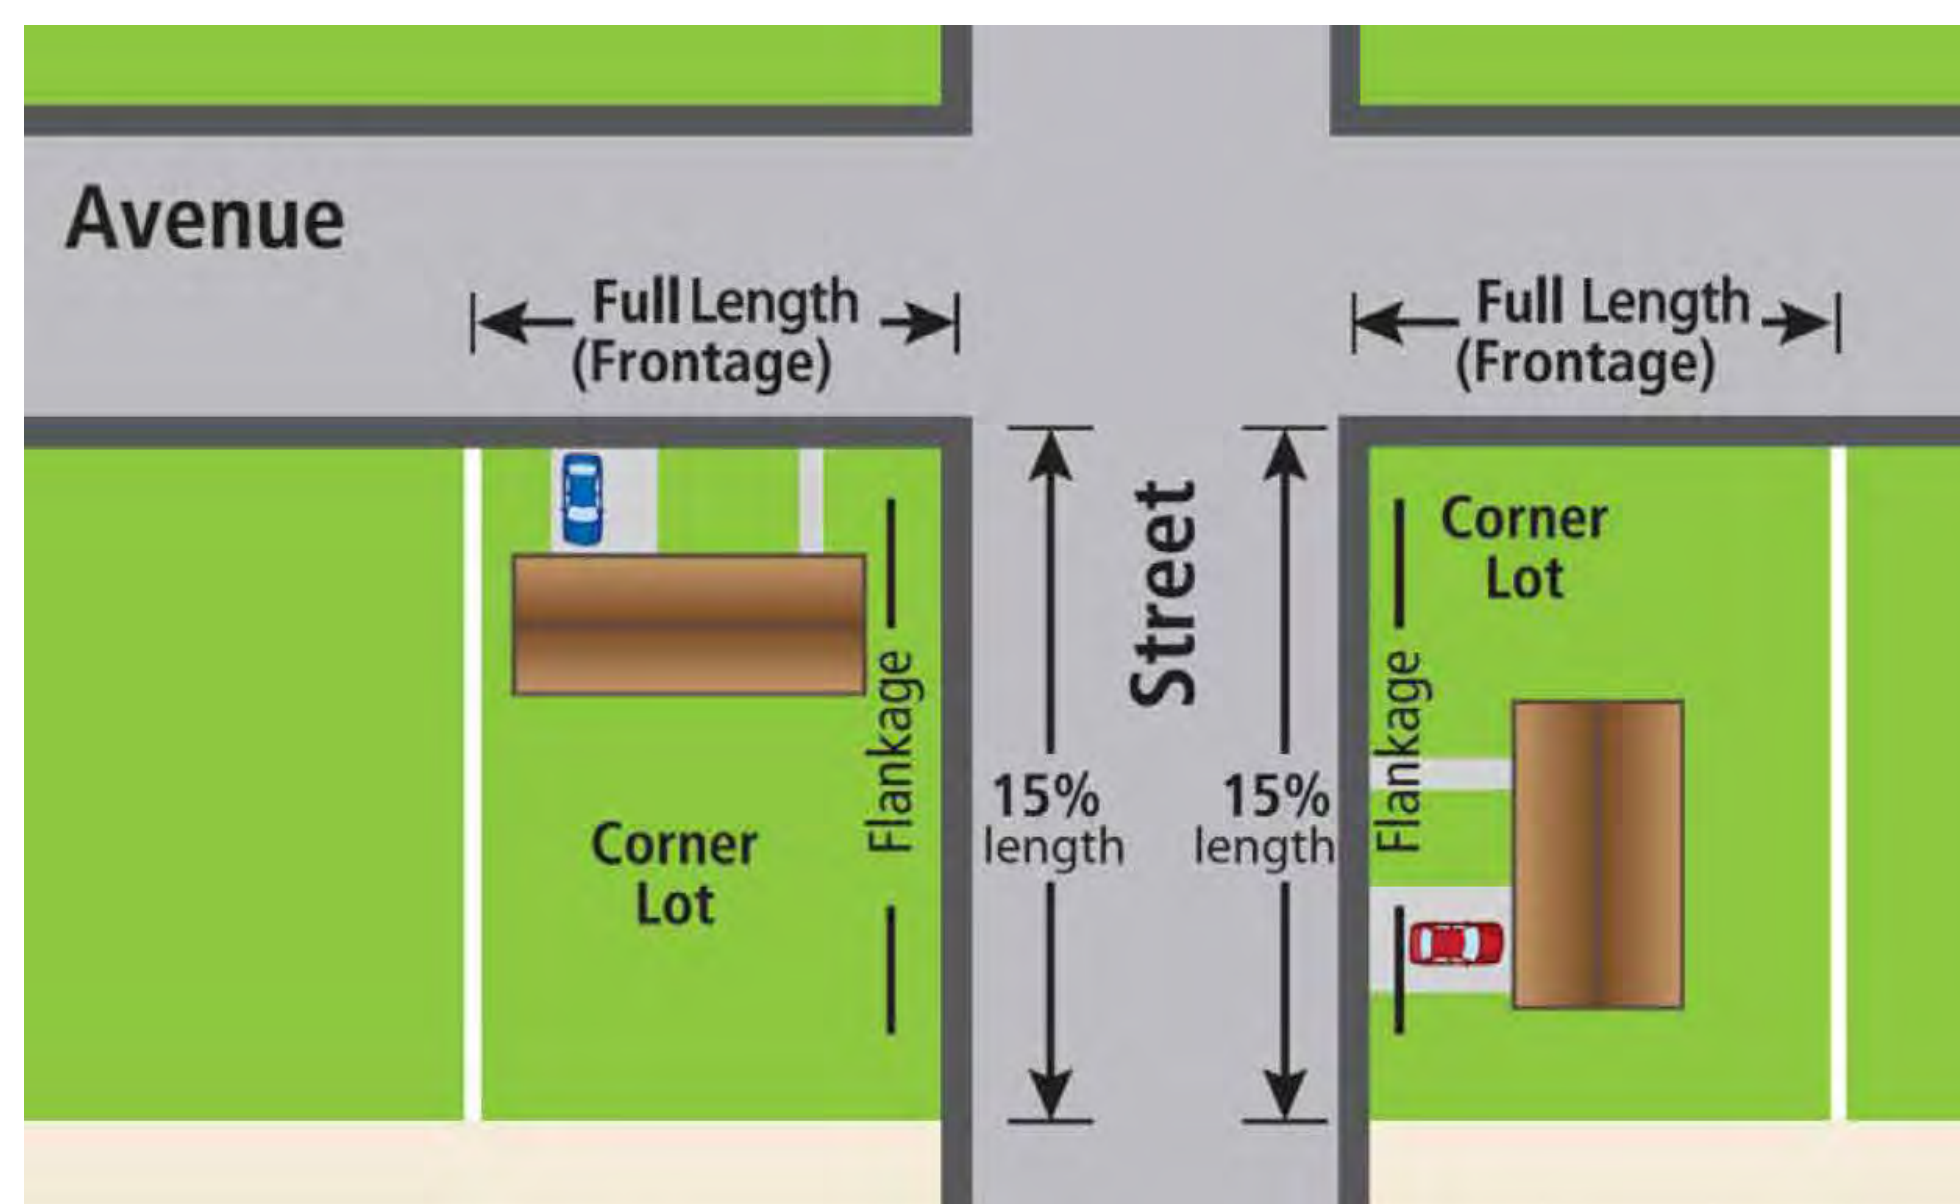 Avenue
Full Length
(Frontage)
Full Length
(Frontage)
Street
Corner
Lot
Flankage
Flankage
15%
length
15%
length
Corner
Lot